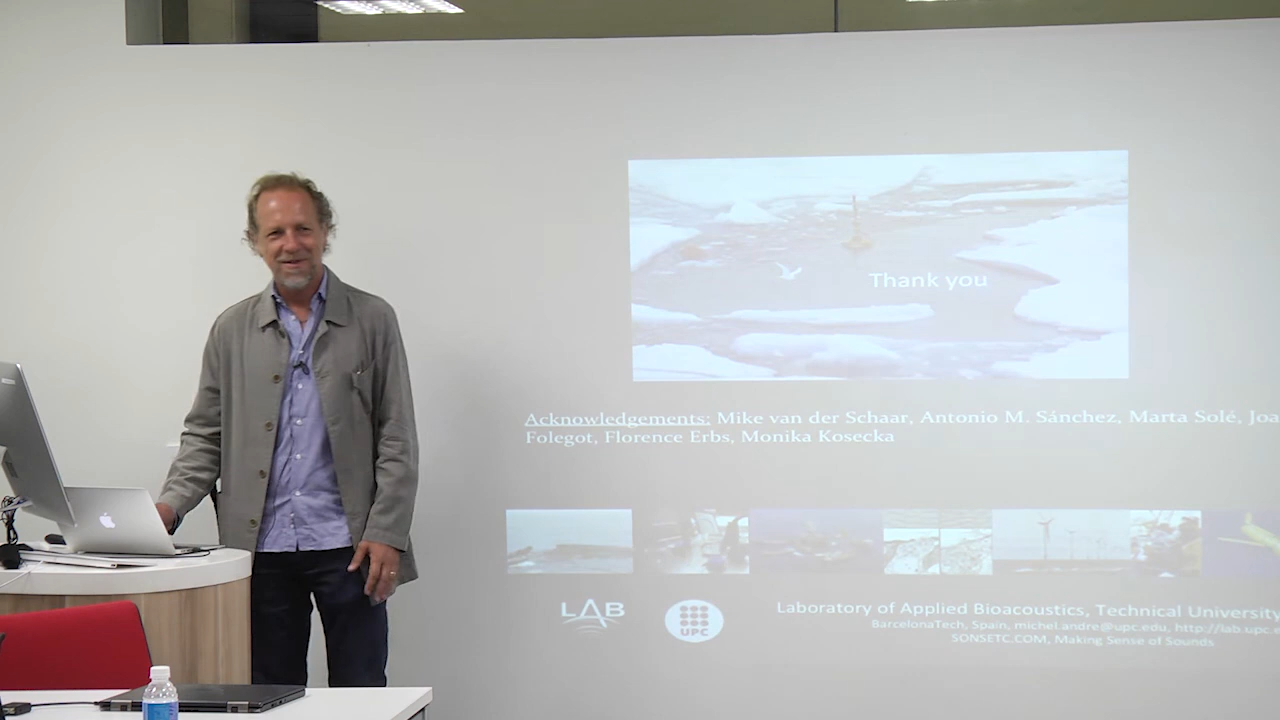 Thank you
Acknowledgements: Mike van der Schaar, Antonio M. Sánchez, Marta Solé, Joa
Folegot, Florence Erbs, Monika Kosecka
LAB
UPC
Laboratory of Applied Bioacoustics, Technical University
BarcelonaTech, Spain, michel.andre@upc.edu, http://lab.upc.e
SONSETC.COM, Making Sense of Sounds